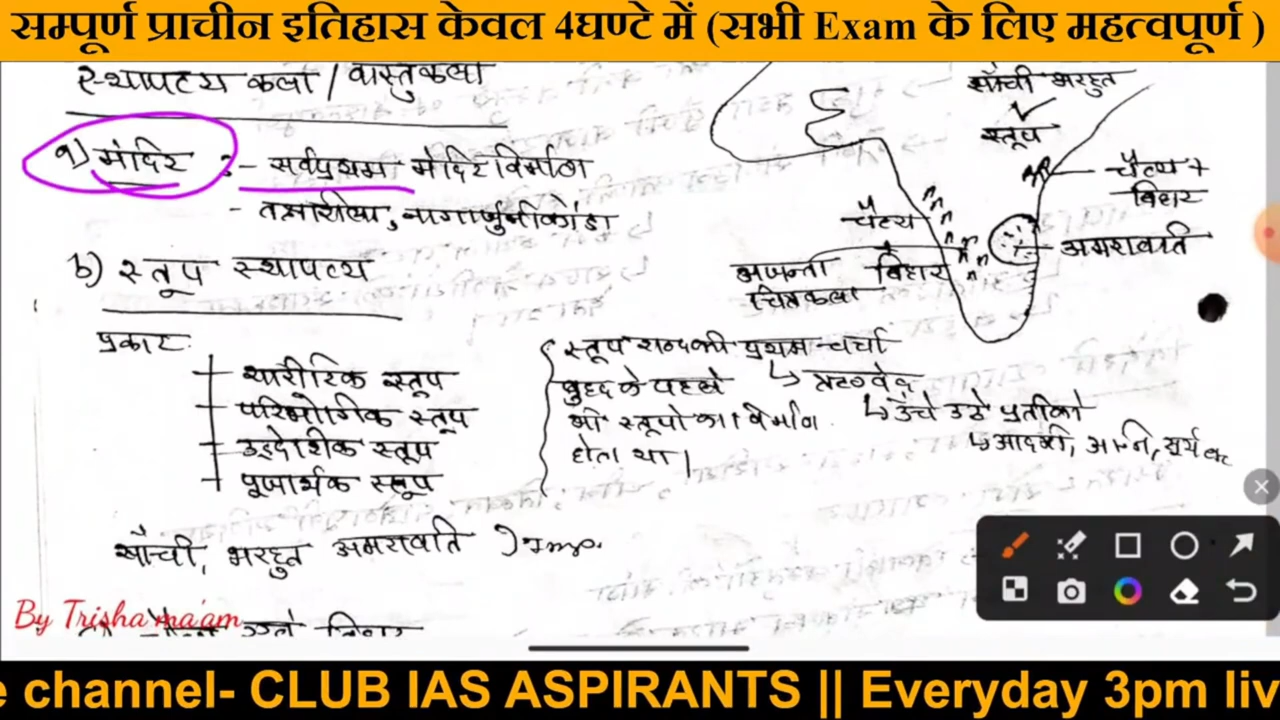 सम्पूर्ण प्राचीन इतिहास केवल 4घण्टे में (सभी Exam के लिए महत्वपूर्ण )
स्थापत्य कला / वास्तुकला
a) मंदिर :- सर्वप्रथम मंदिर निर्माण
- तक्षशीला, नागार्जुनीकोंडा
b) स्तूप स्थापत्य
प्रकार
शारीरिक स्तूप
परिभोगिक स्तूप
उद्देशिक स्तूप
पूजार्थक स्तूप
स्तूप शब्द की प्रथम चर्चा
↳ ऋग्वेद
बुद्ध के पहले
भी स्तूपो का निर्माण
होता था।
↳ ऊँचे उठे प्रतीको
↳ आदमी, अग्नि, सूर्य
साँची, भरहुत अमरावति } Imp.
साँची भरहुत
स्तूप
चैत्य +
बिहार
चैत्य
अमरावति
अजन्ता बिहार
चित्रकला
By Trisha ma'am
e channel- CLUB IAS ASPIRANTS || Everyday 3pm liv